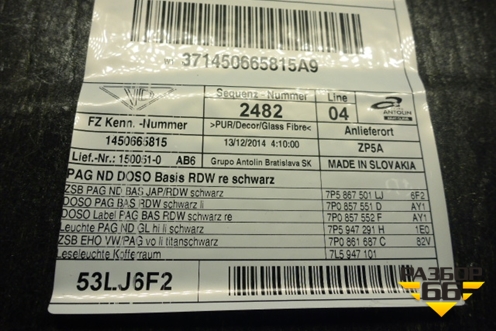 371450665815A9
Sequenz - Nummer
Line
2482
04
ANTOLIN
FZ Kenn. -Nummer
>PUR/Decor/Glass Fibre<
Anlieferort
1450665815
13/12/2014 4:10:00
ZP5A
Lief.-Nr.: 150061-0 AB6
Grupo Antolin Bratislava SK
MADE IN SLOVAKIA
PAG ND DOSO Basis RDW re schwarz
ZSB PAG ND BAS JAP/RDW schwarz 7P5 867 501 LJ 6F2
DOSO PAG BAS RDW schwarz li 7P0 857 551 D AY1
DOSO Label PAG BAS RDW schwarz re 7P0 857 552 F AY1
Leuchte PAG ND GL hi li schwarz 7P5 947 291 H 1E0
ZSB EHO VW/PAG vo li titanschwarz 7P0 861 687 C 82V
Leseleuchte Kofferraum 7L5 947 101
53LJ6F2
РАЗБОР
66